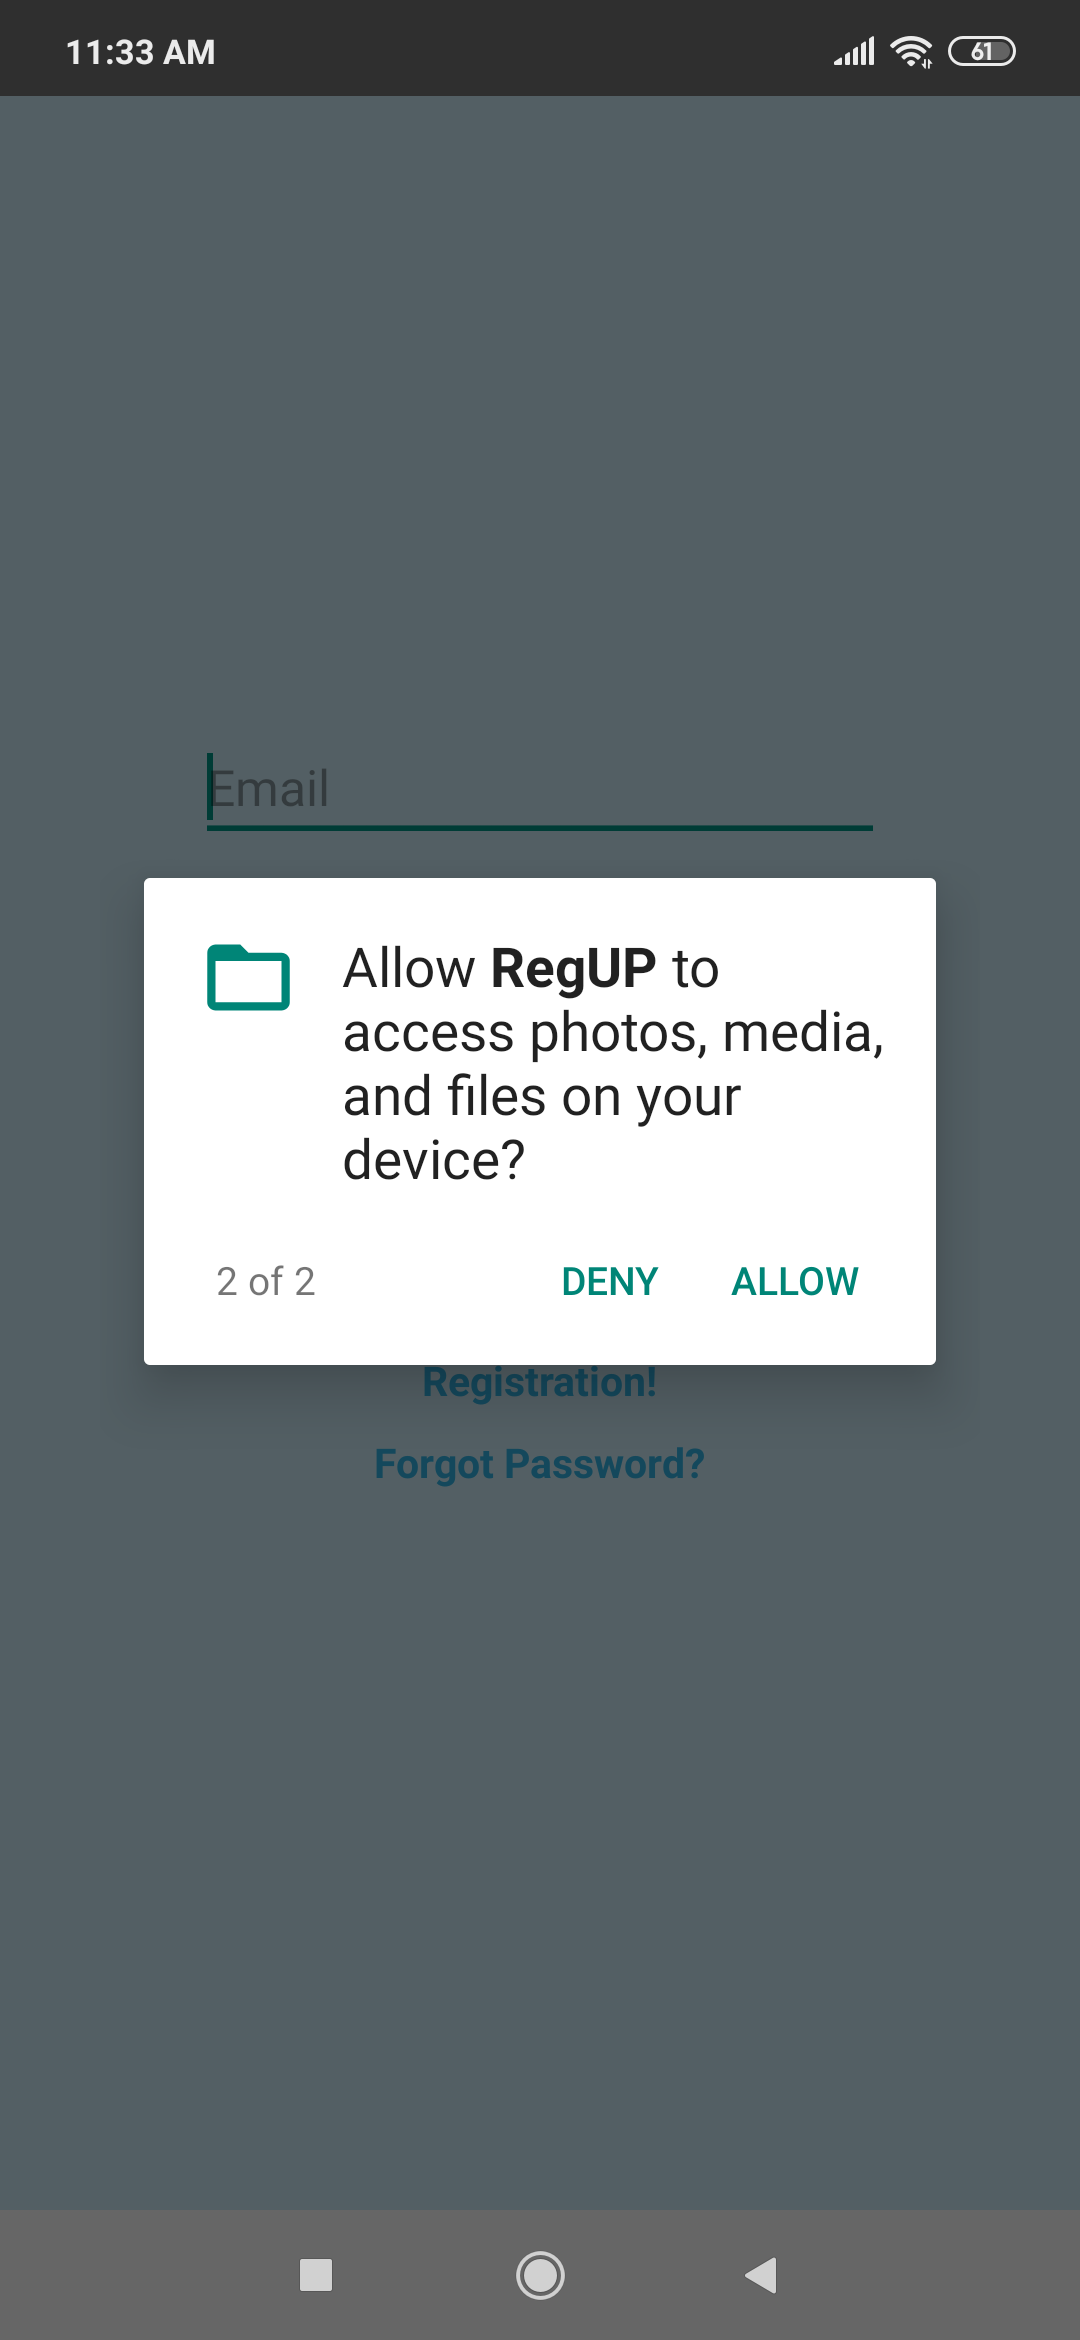 11:33 AM
61
Email
Allow RegUP to
access photos, media,
and files on your
device?
2 of 2
DENY
ALLOW
Registration!
Forgot Password?